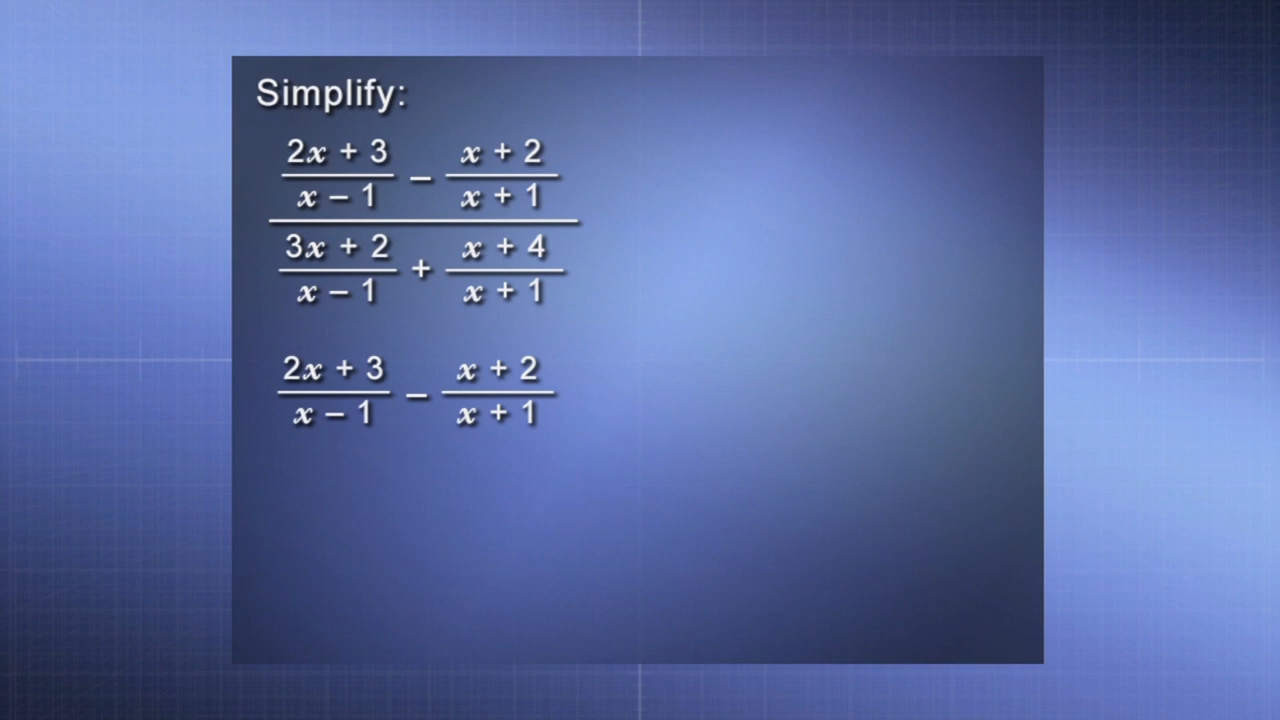 Simplify:
2x + 3   x + 2
–
x – 1   x + 1
3x + 2   x + 4
+
x – 1   x + 1
2x + 3   x + 2
–
x – 1   x + 1